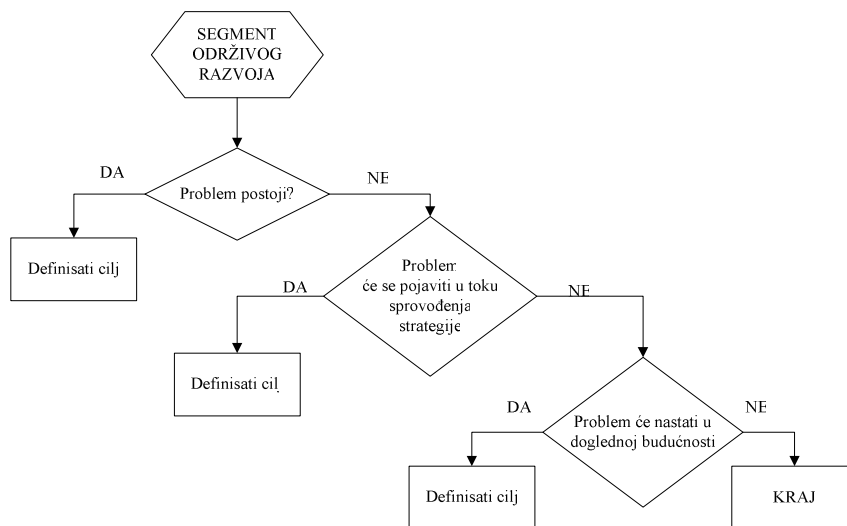 SEGMENT
ODRŽIVOG
RAZVOJA
DA
Problem postoji?
NE
Definisati cilj
DA
Problem
će se pojaviti u toku
sprovođenja
strategije
NE
Definisati cilj
DA
Problem će nastati u
doglednoj budućnosti
NE
Definisati cilj
KRAJ